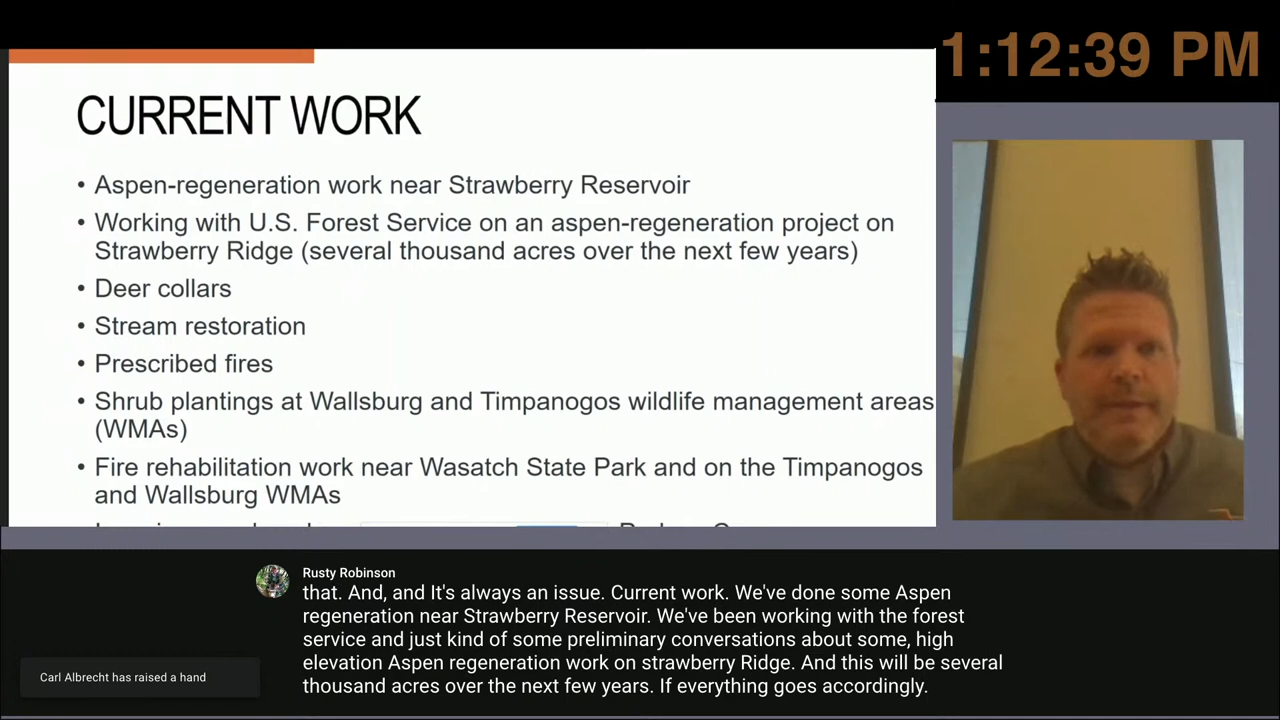 1:12:39 PM
CURRENT WORK
• Aspen-regeneration work near Strawberry Reservoir
• Working with U.S. Forest Service on an aspen-regeneration project on
Strawberry Ridge (several thousand acres over the next few years)
• Deer collars
• Stream restoration
• Prescribed fires
• Shrub plantings at Wallsburg and Timpanogos wildlife management areas
(WMAs)
• Fire rehabilitation work near Wasatch State Park and on the Timpanogos
and Wallsburg WMAs
Rusty Robinson
that. And, and It's always an issue. Current work. We've done some Aspen
regeneration near Strawberry Reservoir. We've been working with the forest
service and just kind of some preliminary conversations about some, high
elevation Aspen regeneration work on strawberry Ridge. And this will be several
thousand acres over the next few years. If everything goes accordingly.
Carl Albrecht has raised a hand